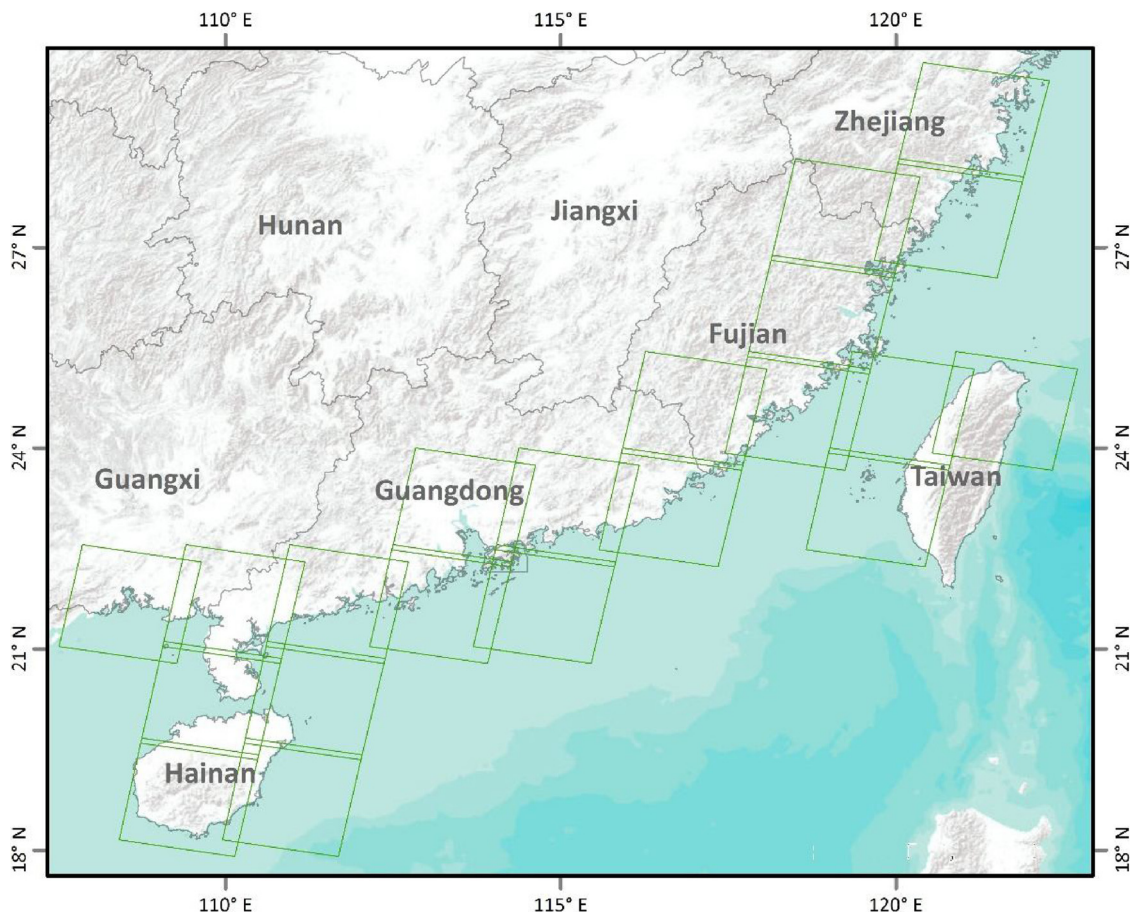 110° E 115° E 120° E
Zhejiang
Hunan
Jiangxi
27° N
27° N
Fujian
24° N
24° N
Guangxi
Guangdong
Taiwan
21° N
21° N
Hainan
18° N
18° N
110° E 115° E 120° E